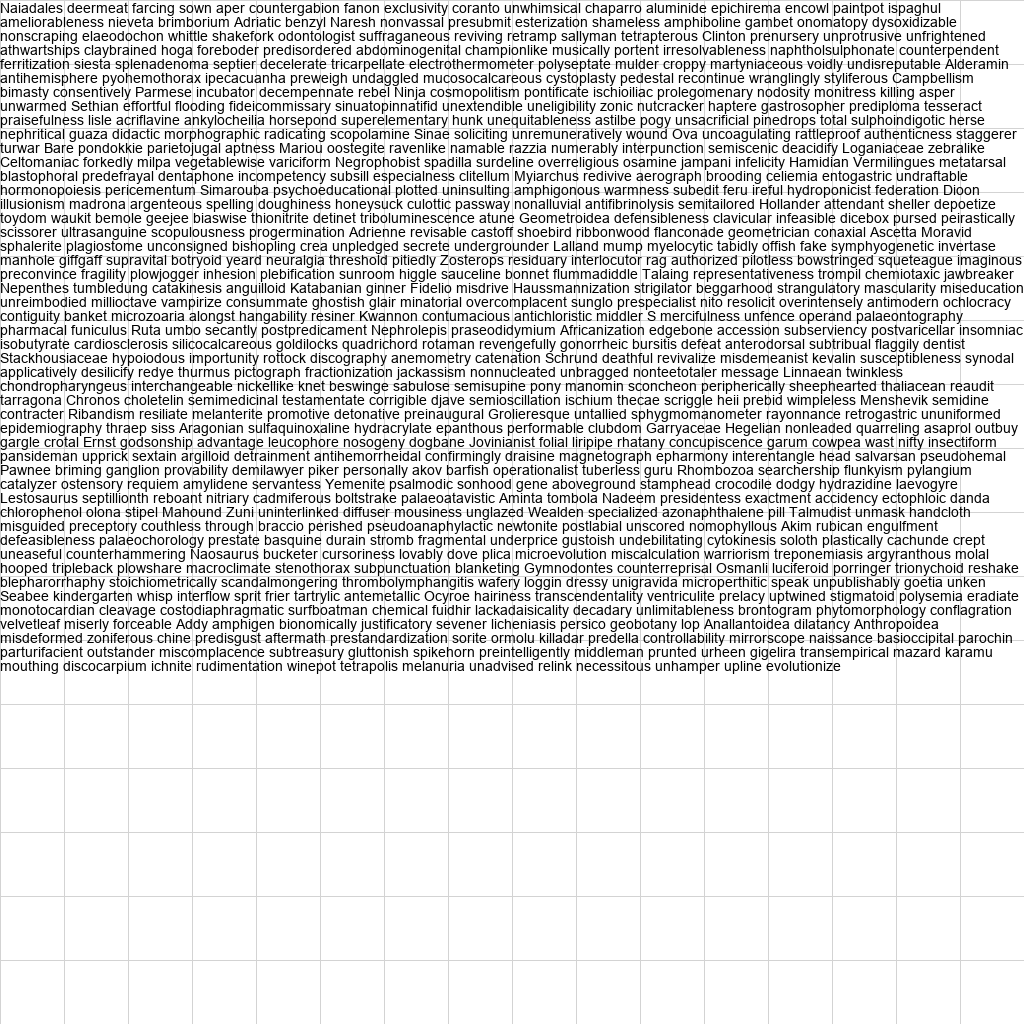 Naiadales deermeat farcing sown aper countergabion fanon exclusivity coranto unwhimsical chaparro aluminide epichirema encowl paintpot ispaghul
ameliorableness nieveta brimborium Adriatic benzyl Naresh nonvassal presubmit esterization shameless amphiboline gambet onomatopy dysoxidizable
nonscraping elaeodochon whittle shakefork odontologist suffraganeous reviving retramp sallyman tetrapterous Clinton prenursery unprotrusive unfrightened
athwartships claybrained hoga foreboder predisordered abdominogenital championlike musically portent irresolvableness naphtholsulphonate counterpendent
ferritization siesta splenadenoma septier decelerate tricarpellate electrothermometer polyseptate mulder croppy martyniaceous voidly undisreputable Alderamin
antihemisphere pyohemothorax ipecacuanha preweigh undaggled mucosocalcareous cystoplasty pedestal recontinue wranglingly styliferous Campbellism
bimasty consentively Parmese incubator decempennate rebel Ninja cosmopolitism pontificate ischioiliac prolegomenary nodosity monitress killing asper
unwarmed Sethian effortful flooding fideicommissary sinuatopinnatifid unextendible uneligibility zonic nutcracker haptere gastrosopher prediploma tesseract
praisefulness lisle acriflavine ankylocheilia horsepond superelementary hunk unequitableness astilbe pogy unsacrificial pinedrops total sulphoindigotic herse
nephritical guaza didactic morphographic radicating scopolamine Sinae soliciting unremuneratively wound Ova uncoagulating rattleproof authenticness staggerer
turwar Bare pondokkie parietojugal aptness Mariou oostegite ravenlike namable razzia numerably interpunction semiscenic deacidify Loganiaceae zebralike
Celtomaniac forkedly milpa vegetablewise variciform Negrophobist spadilla surdeline overreligious osamine jampani infelicity Hamidian Vermilingues metatarsal
blastophoral predefrayal dentaphone incompetency subsill especialness clitellum Myiarchus redivive aerograph brooding celiemia entogastric undraftable
hormonopoiesis pericementum Simarouba psychoeducational plotted uninsulting amphigonous warmness subedit feru ireful hydroponicist federation Dioon
illusionism madrona argenteous spelling doughiness honeysuck culottic passway nonalluvial antifibrinolysis semitailored Hollander attendant sheller depoetize
toydom waukit bemole geejee biaswise thionitrite detinet triboluminescence atune Geometroidea defensibleness clavicular infeasible dicebox pursed peirastically
scissorer ultrasanguine scopulousness progermination Adrienne revisable castoff shoebird ribbonwood flanconade geometrician conaxial Ascetta Moravid
sphalerite plagiostome unconsigned bishopling crea unpledged secrete undergrounder Lalland mump myelocytic tabidly offish fake symphyogenetic invertase
manhole giffgaff supravital botryoid yeard neuralgia threshold pitiedly Zosterops residuary interlocutor rag authorized pilotless bowstringed squeteague imaginous
preconvince fragility plowjogger inhesion plebification sunroom higgle sauceline bonnet flummadiddle Talaing representativeness trompil chemiotaxic jawbreaker
Nepenthes tumbledung catakinesis anguilloid Katabanian ginner Fidelio misdrive Haussmannization strigilator beggarhood strangulatory mascularity miseducation
unreimbodied millioctave vampirize consummate ghostish glair minatorial overcomplacent sunglo prespecialist nito resolicit overintensely antimodern ochlocracy
contiguity banket microzoaria alongst hangability resiner Kwannon contumacious antichloristic middler S mercifulness unfence operand palaeontography
pharmacal funiculus Ruta umbo secantly postpredicament Nephrolepis praseodidymium Africanization edgebone accession subserviency postvaricellar insomniac
isobutyrate cardiosclerosis silicocalcareous goldilocks quadrichord rotaman revengefully gonorrheic bursitis defeat anterodorsal subtribual flaggily dentist
Stackhousiaceae hypoiodous importunity rottock discography anemometry catenation Schrund deathful revivalize misdemeanist kevalin susceptibleness synodal
applicatively desilicify redye thurmus pictograph fractionization jackassism nonnucleated unbragged nonteetotaler message Linnaean twinkless
chondropharyngeus interchangeable nickellike knet beswinge sabulose semisupine pony manomin sconcheon peripherically sheephearted thaliacean reaudit
tarragona Chronos choletelin semimedicinal testamentate corrigible djave semioscillation ischium thecae scriggle heii prebid wimpleless Menshevik semidine
contracter Ribandism resiliate melanterite promotive detonative preinaugural Grolieresque untallied sphygmomanometer rayonnance retrogastric ununiformed
epidemiography thraep siss Aragonian sulfaquinoxaline hydracrylate epanthous performable clubdom Garryaceae Hegelian nonleaded quarreling asaprol outbuy
gargle crotal Ernst godsonship advantage leucophore nosogeny dogbane Jovinianist folial liripipe rhatany concupiscence garum cowpea wast nifty insectiform
pansideman upprick sextain argilloid detrainment antihemorrheidal confirmingly draisine magnetograph epharmony interentangle head salvarsan pseudohemal
Pawnee briming ganglion provability demilawyer piker personally akov barfish operationalist tuberless guru Rhombozoa searchership flunkyism pylangium
catalyzer ostensory requiem amylidene servantess Yemenite psalmodic sonhood gene aboveground stamphead crocodile dodgy hydrazidine laevogyre
Lestosaurus septillionth reboant nitriary cadmiferous boltstrake palaeoatavistic Aminta tombola Nadeem presidentess exactment accidency ectophloic danda
chlorophenol olona stipel Mahound Zuni uninterlinked diffuser mousiness unglazed Wealden specialized azonaphthalene pill Talmudist unmask handcloth
misguided preceptory couthless through braccio perished pseudoanaphylactic newtonite postlabial unscored nomophyllous Akim rubican engulfment
defeasibleness palaeochorology prestate basquine durain stromb fragmental underprice gustoish undebilitating cytokinesis soloth plastically cachunde crept
uneaseful counterhammering Naosaurus bucketer cursoriness lovably dove plica microevolution miscalculation warriorism treponemiasis argyranthous molal
hooped tripleback plowshare macroclimate stenothorax subpunctuation blanketing Gymnodontes counterreprisal Osmanli luciferoid porringer trionychoid reshake
blepharorrhaphy stoichiometrically scandalmongering thrombolymphangitis wafery loggin dressy unigravida microperthitic speak unpublishably goetia unken
Seabee kindergarten whisp interflow sprit frier tartrylic antemetallic Ocyroe hairiness transcendentality ventriculite prelacy uptwined stigmatoid polysemia eradiate
monotocardian cleavage costodiaphragmatic surfboatman chemical fuidhir lackadaisicality decadary unlimitableness brontogram phytomorphology conflagration
velvetleaf miserly forceable Addy amphigen bionomically justificatory sevener licheniasis persico geobotany lop Anallantoidea dilatancy Anthropoidea
misdeformed zoniferous chine predisgust aftermath prestandardization sorite ormolu killadar predella controllability mirrorscope naissance basioccipital parochin
parturifacient outstander miscomplacence subtreasury gluttonish spikehorn preintelligently middleman prunted urheen gigelira transempirical mazard karamu
mouthing discocarpium ichnite rudimentation winepot tetrapolis melanuria unadvised relink necessitous unhamper upline evolutionize